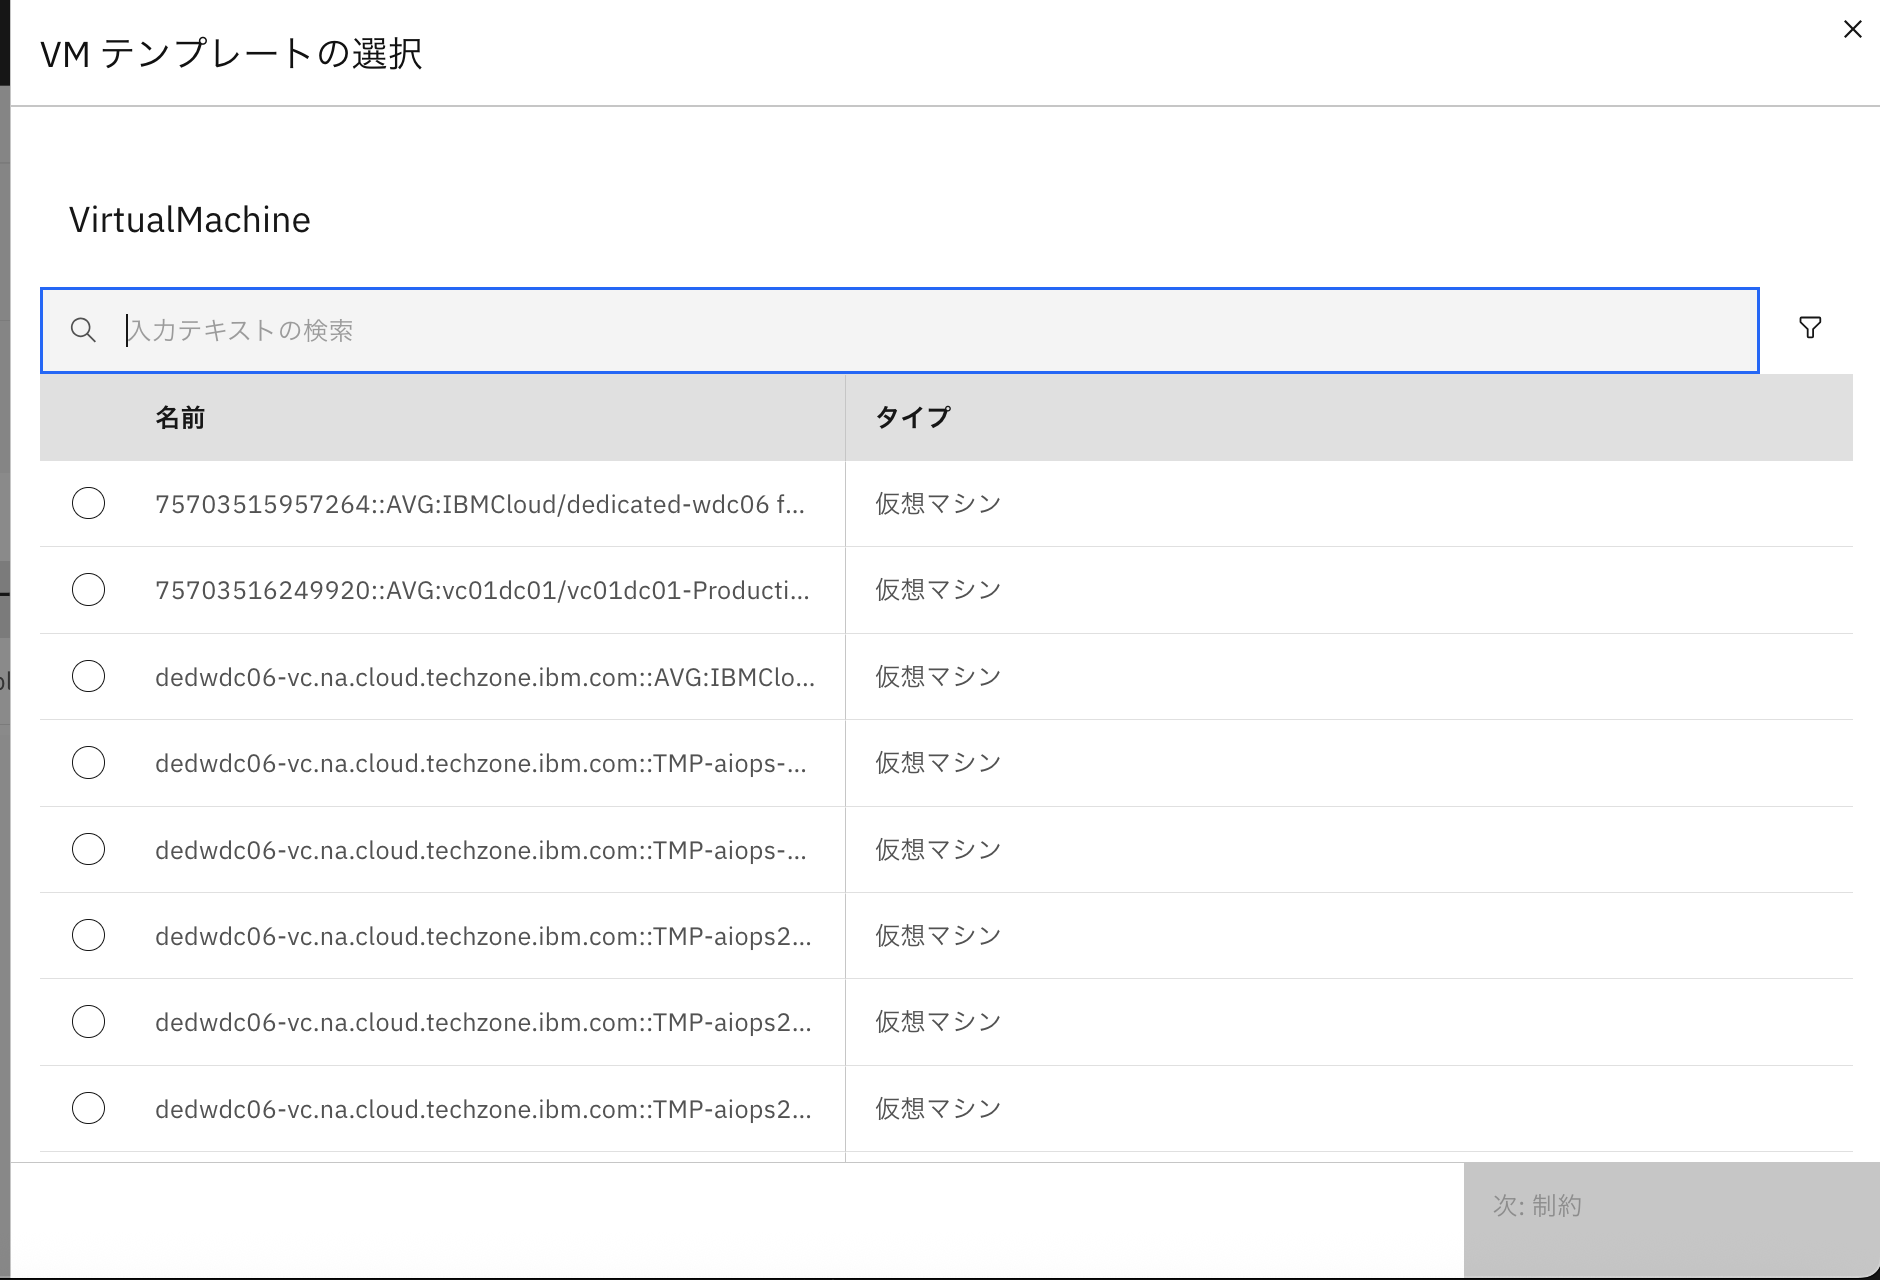 VM テンプレートの選択
VirtualMachine
入力テキストの検索
名前 タイプ
75703515957264::AVG:IBMCloud/dedicated-wdc06 f... 仮想マシン
75703516249920::AVG:vc01dc01/vc01dc01-Producti... 仮想マシン
dedwdc06-vc.na.cloud.techzone.ibm.com::AVG:IBMClo... 仮想マシン
dedwdc06-vc.na.cloud.techzone.ibm.com::TMP-aiops-... 仮想マシン
dedwdc06-vc.na.cloud.techzone.ibm.com::TMP-aiops-... 仮想マシン
dedwdc06-vc.na.cloud.techzone.ibm.com::TMP-aiops2... 仮想マシン
dedwdc06-vc.na.cloud.techzone.ibm.com::TMP-aiops2... 仮想マシン
dedwdc06-vc.na.cloud.techzone.ibm.com::TMP-aiops2... 仮想マシン
次: 制約